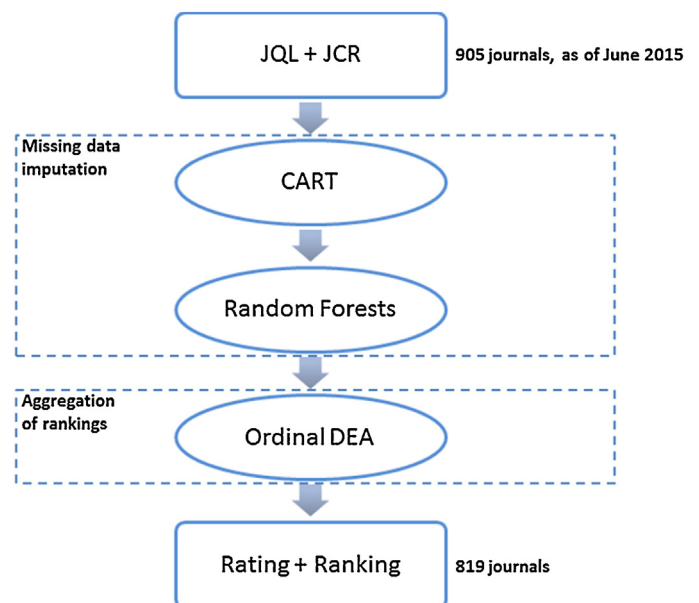 JQL + JCR
905 journals, as of June 2015
Missing data
imputation
CART
Random Forests
Aggregation
of rankings
Ordinal DEA
Rating + Ranking
819 journals